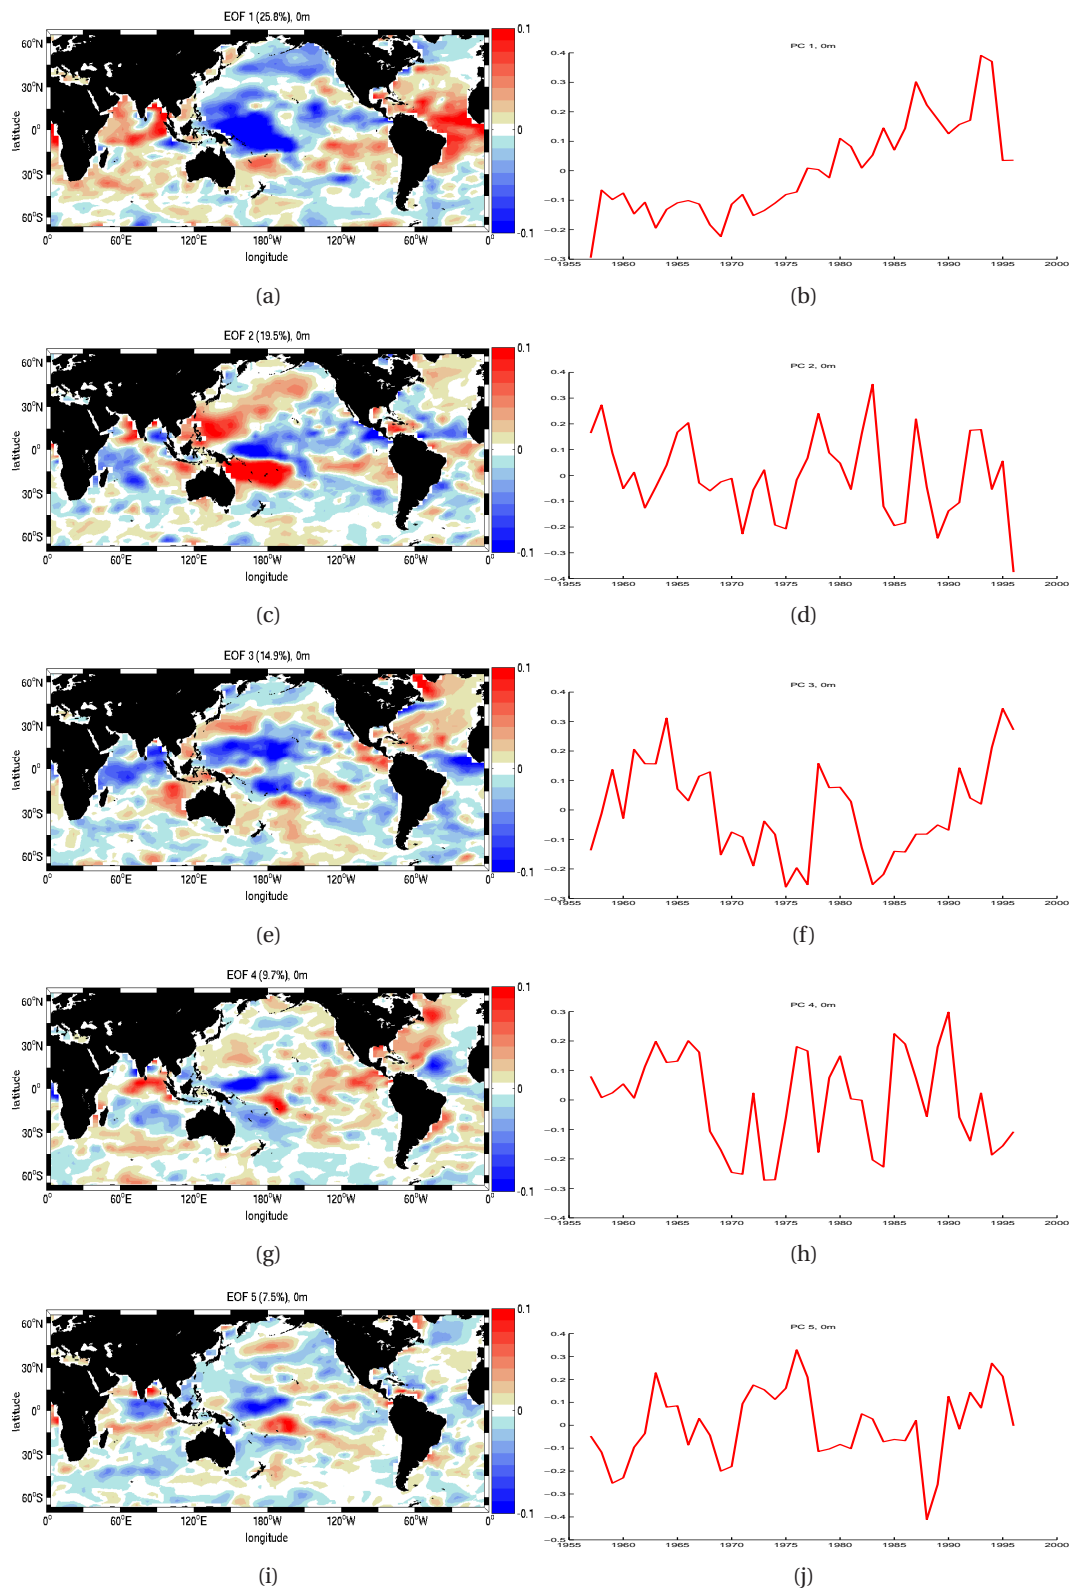 EOF 1 (25.8%), 0m
0.1
0
-0.1
60°N
30°N
0°
30°S
60°S
latitude
0° 60°E 120°E 180°W 120°W 60°W 0°
longitude
(a)
PC 1, 0m
0.4
0.3
0.2
0.1
0
−0.1
−0.2
−0.3
1955 1960 1965 1970 1975 1980 1985 1990 1995 2000
(b)
EOF 2 (19.5%), 0m
0.1
0
-0.1
60°N
30°N
0°
30°S
60°S
latitude
0° 60°E 120°E 180°W 120°W 60°W 0°
longitude
(c)
PC 2, 0m
0.4
0.3
0.2
0.1
0
−0.1
−0.2
−0.3
−0.4
1955 1960 1965 1970 1975 1980 1985 1990 1995 2000
(d)
EOF 3 (14.9%), 0m
0.1
0
-0.1
60°N
30°N
0°
30°S
60°S
latitude
0° 60°E 120°E 180°W 120°W 60°W 0°
longitude
(e)
PC 3, 0m
0.4
0.3
0.2
0.1
0
−0.1
−0.2
−0.3
1955 1960 1965 1970 1975 1980 1985 1990 1995 2000
(f)
EOF 4 (9.7%), 0m
0.1
0
-0.1
60°N
30°N
0°
30°S
60°S
latitude
0° 60°E 120°E 180°W 120°W 60°W 0°
longitude
(g)
PC 4, 0m
0.3
0.2
0.1
0
−0.1
−0.2
−0.3
−0.4
1955 1960 1965 1970 1975 1980 1985 1990 1995 2000
(h)
EOF 5 (7.5%), 0m
0.1
0
-0.1
60°N
30°N
0°
30°S
60°S
latitude
0° 60°E 120°E 180°W 120°W 60°W 0°
longitude
(i)
PC 5, 0m
0.4
0.3
0.2
0.1
0
−0.1
−0.2
−0.3
−0.4
−0.5
1955 1960 1965 1970 1975 1980 1985 1990 1995 2000
(j)